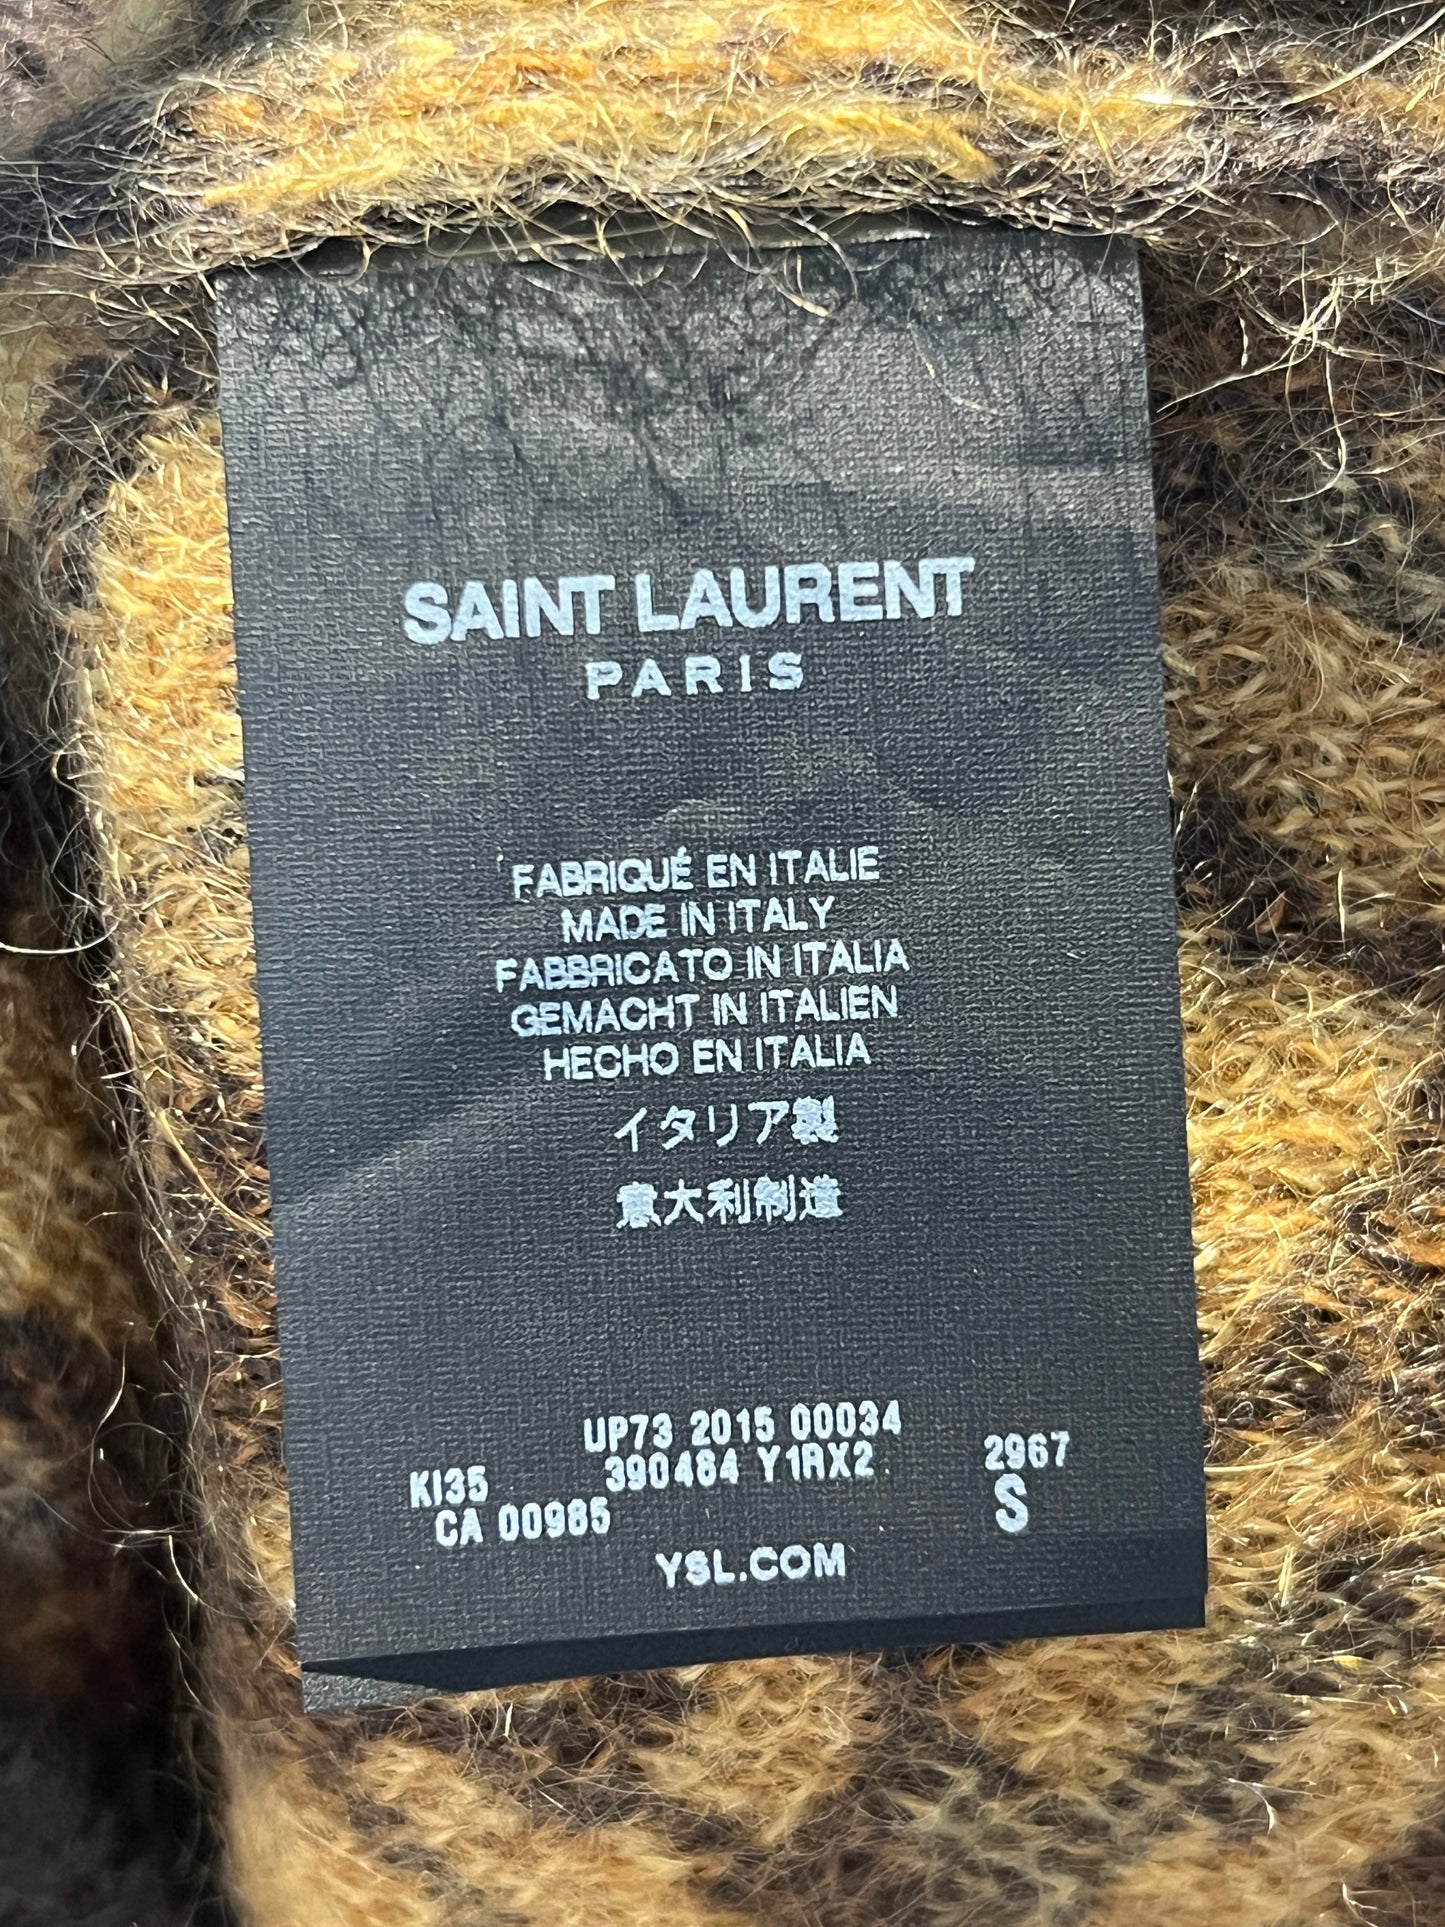 SAINT LAURENT
PARIS
FABRIQUÉ EN ITALIE
MADE IN ITALY
FABBRICATO IN ITALIA
GEMACHT IN ITALIEN
HECHO EN ITALIA
イタリア製
意大利制造
UP73 2015 00034
KI35 390484 Y1RX2 2967
CA 00985 S
YSL.COM